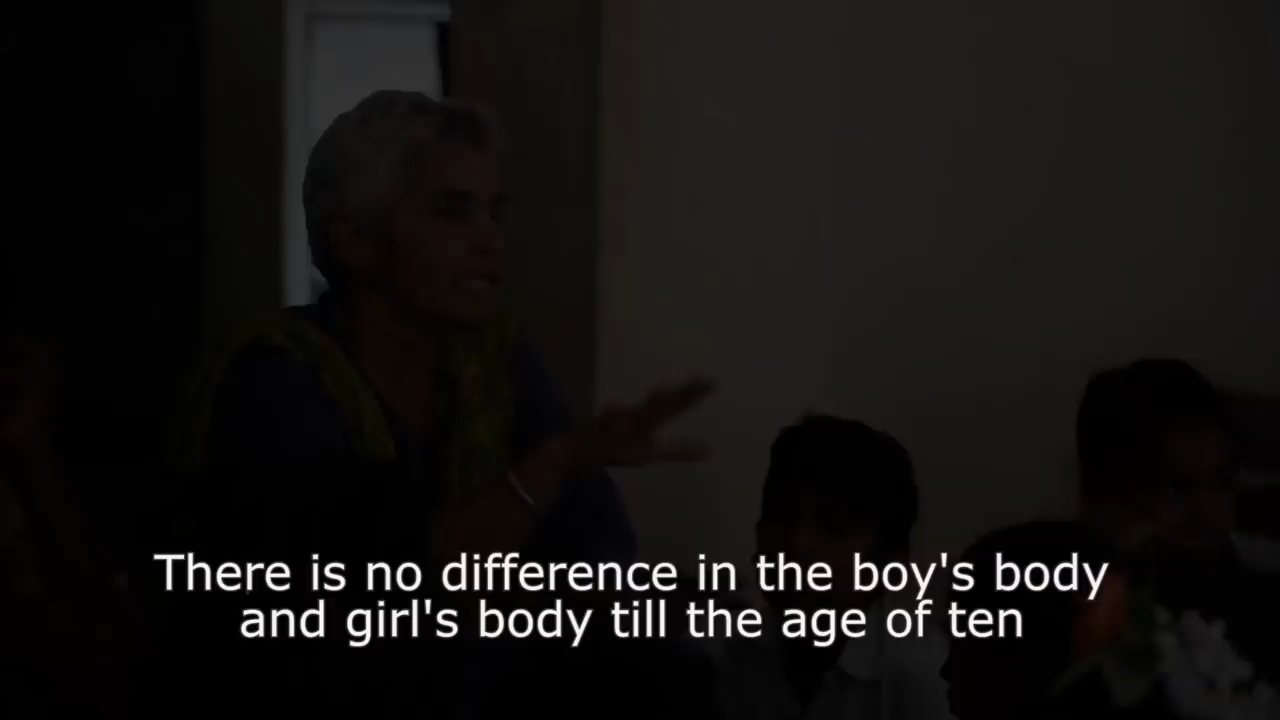 There is no difference in the boy's body
and girl's body till the age of ten